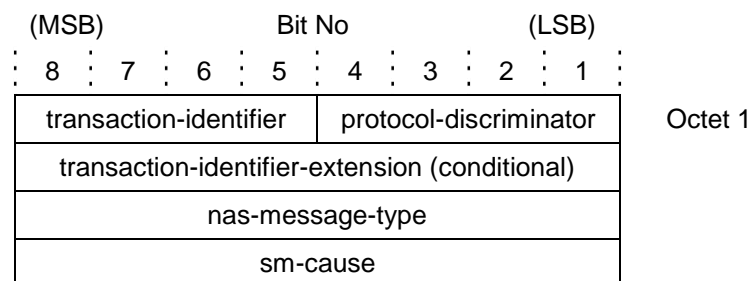 (MSB) Bit No (LSB)
8 7 6 5 4 3 2 1
transaction-identifier protocol-discriminator Octet 1
transaction-identifier-extension (conditional)
nas-message-type
sm-cause